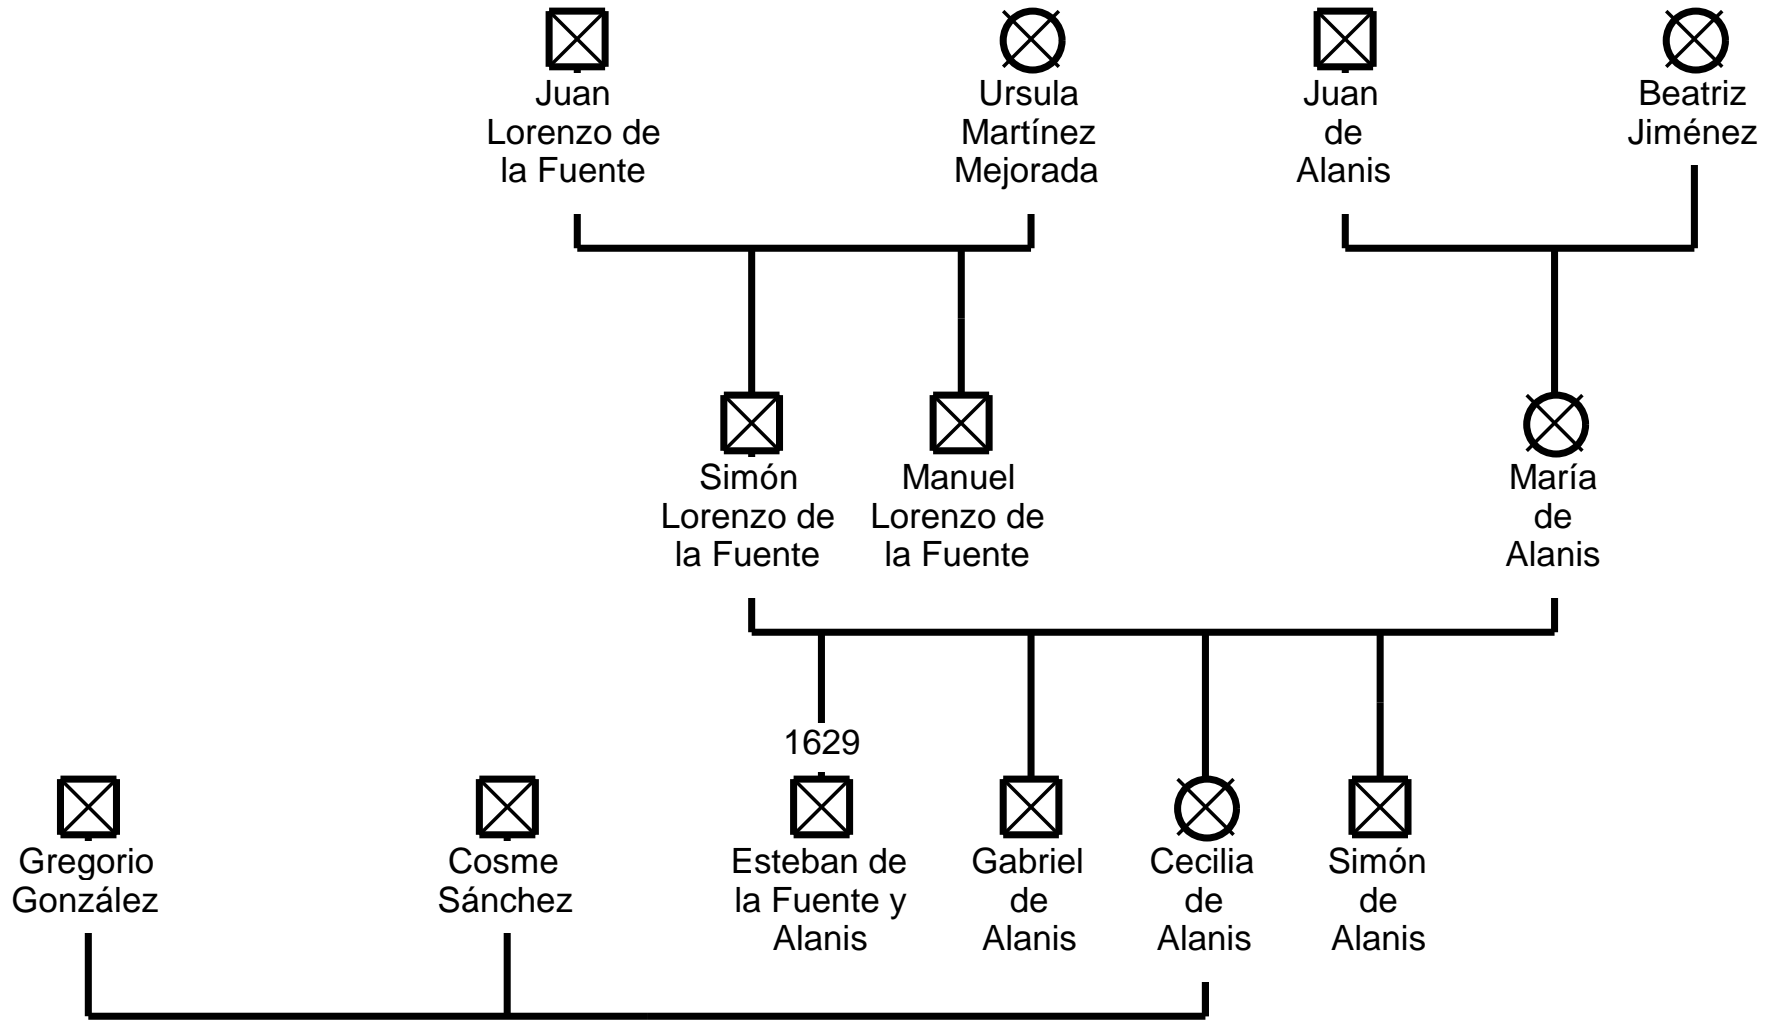 Juan
Lorenzo de
la Fuente
Ursula
Martínez
Mejorada
Juan
de
Alanis
Beatriz
Jiménez
Simón
Lorenzo de
la Fuente
Manuel
Lorenzo de
la Fuente
María
de
Alanis
1629
Gregorio
González
Cosme
Sánchez
Esteban de
la Fuente y
Alanis
Gabriel
de
Alanis
Cecilia
de
Alanis
Simón
de
Alanis